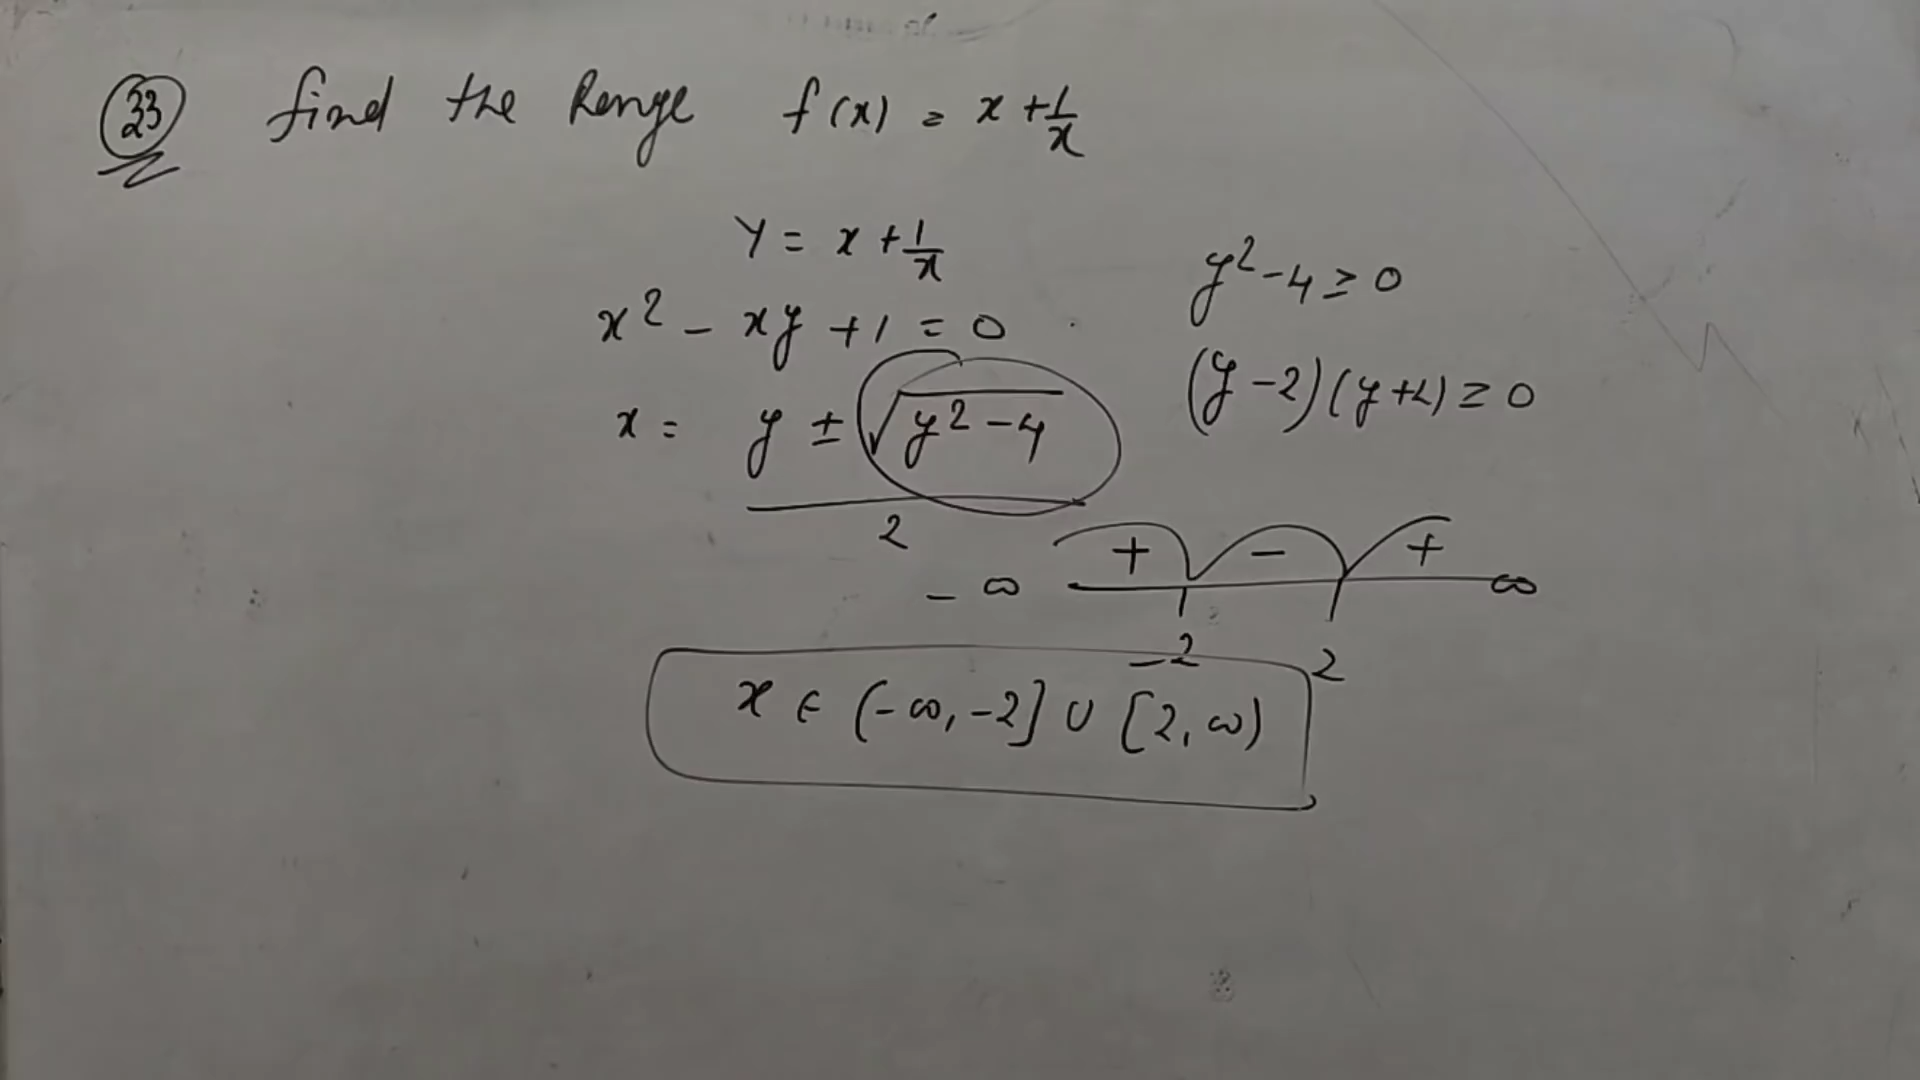 33 find the Range f(x) = x + 1/x
Y = x + 1/x
x² - xy + 1 = 0
x = y ± √(y² - 4) / 2
y² - 4 ≥ 0
(y - 2)(y + 2) ≥ 0
+ - +
- ∞ ∞
-2 2
x ∈ (-∞, -2] ∪ [2, ∞)